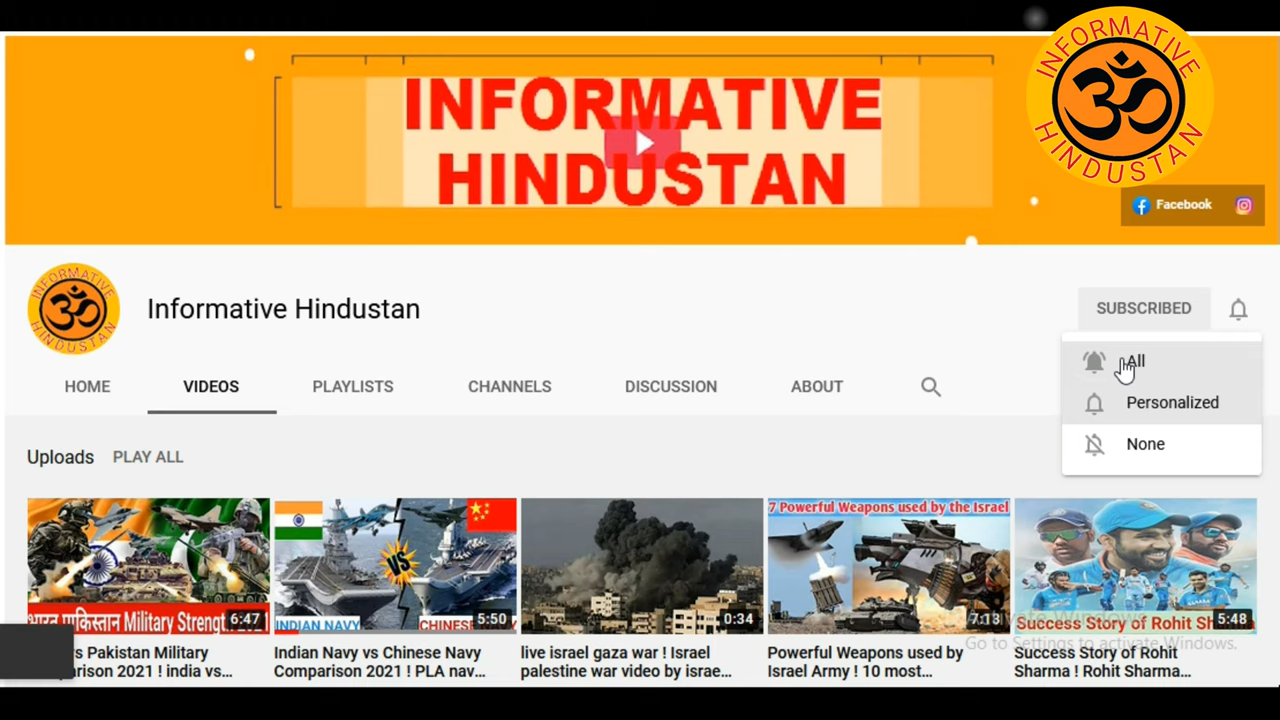 INFORMATIVE
HINDUSTAN
INFORMATIVE
ॐ
HINDUSTAN
Facebook
INFORMATIVE
ॐ
HINDUSTAN
Informative Hindustan
SUBSCRIBED
All
Personalized
None
HOME
VIDEOS
PLAYLISTS
CHANNELS
DISCUSSION
ABOUT
Uploads
PLAY ALL
पाकिस्तान Military
6:47
Pakistan Military
2021 ! india vs...
VS
INDIAN NAVY
5:50
Indian Navy vs Chinese Navy
Comparison 2021 ! PLA nav...
0:34
live israel gaza war ! Israel
palestine war video by israe...
7 Powerful Weapons used by the Israel
7:13
Powerful Weapons used by
Israel Army ! 10 most...
Success Story of Rohit
5:48
Success Story of Rohit
Sharma ! Rohit Sharma...
Go to Settings to activate Windows.